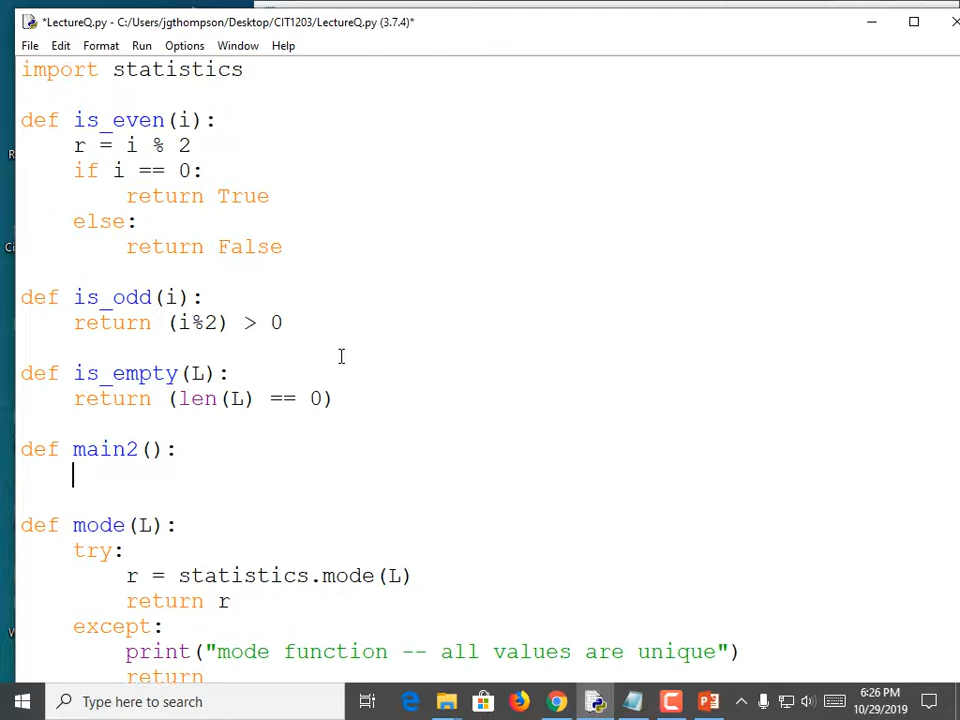 *LectureQ.py - C:/Users/jgthompson/Desktop/CIT1203/LectureQ.py (3.7.4)*
File Edit Format Run Options Window Help
import statistics
def is_even(i):
    r = i % 2
    if i == 0:
        return True
    else:
        return False
def is_odd(i):
    return (i%2) > 0
def is_empty(L):
    return (len(L) == 0)
def main2():
def mode(L):
    try:
        r = statistics.mode(L)
        return r
    except:
        print("mode function -- all values are unique")
        return
Type here to search
6:26 PM
10/29/2019